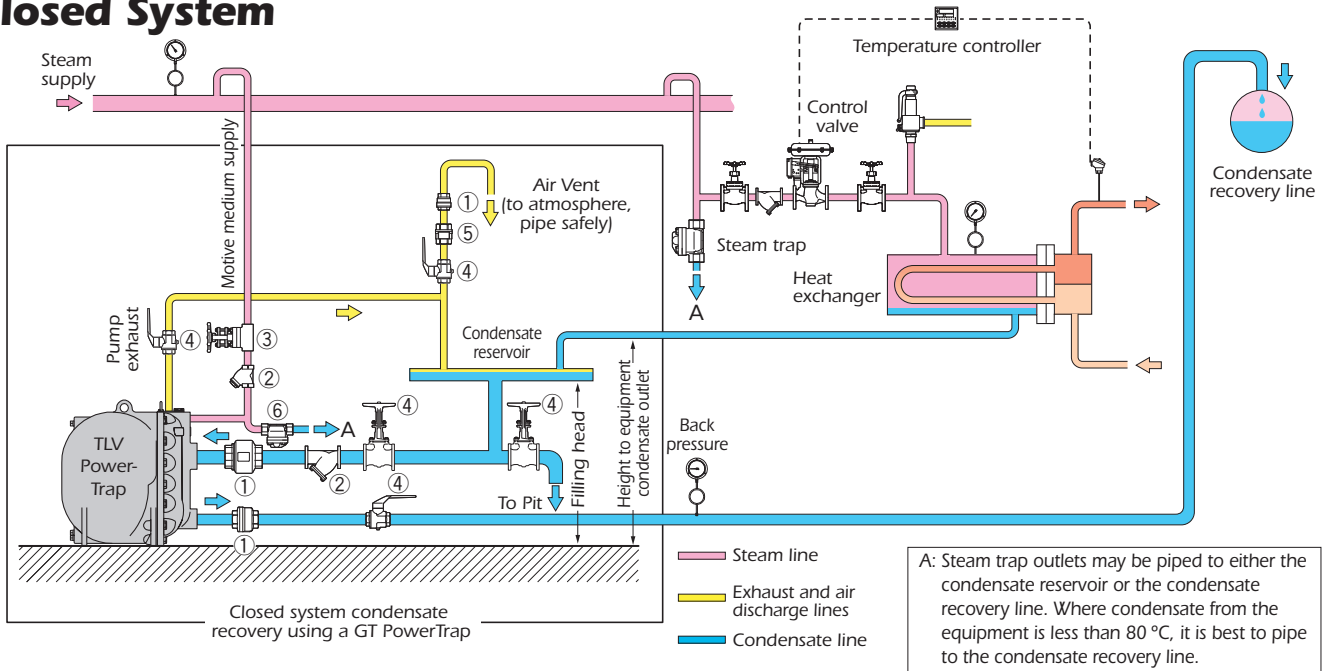 losed System
Steam
supply
Temperature controller
Control
valve
Condensate
recovery line
Motive medium supply
Air Vent
(to atmosphere,
pipe safely)
①
⑤
④
Steam trap
A
Heat
exchanger
Pump
exhaust
④
③
②
Condensate
reservoir
⑥
A
④
④
TLV
Power-
Trap
①
②
④
①
To Pit
Filling head
Height to equipment
condensate outlet
Back
pressure
Steam line
Exhaust and air
discharge lines
Condensate line
Closed system condensate
recovery using a GT PowerTrap
A: Steam trap outlets may be piped to either the
condensate reservoir or the condensate
recovery line. Where condensate from the
equipment is less than 80 °C, it is best to pipe
to the condensate recovery line.